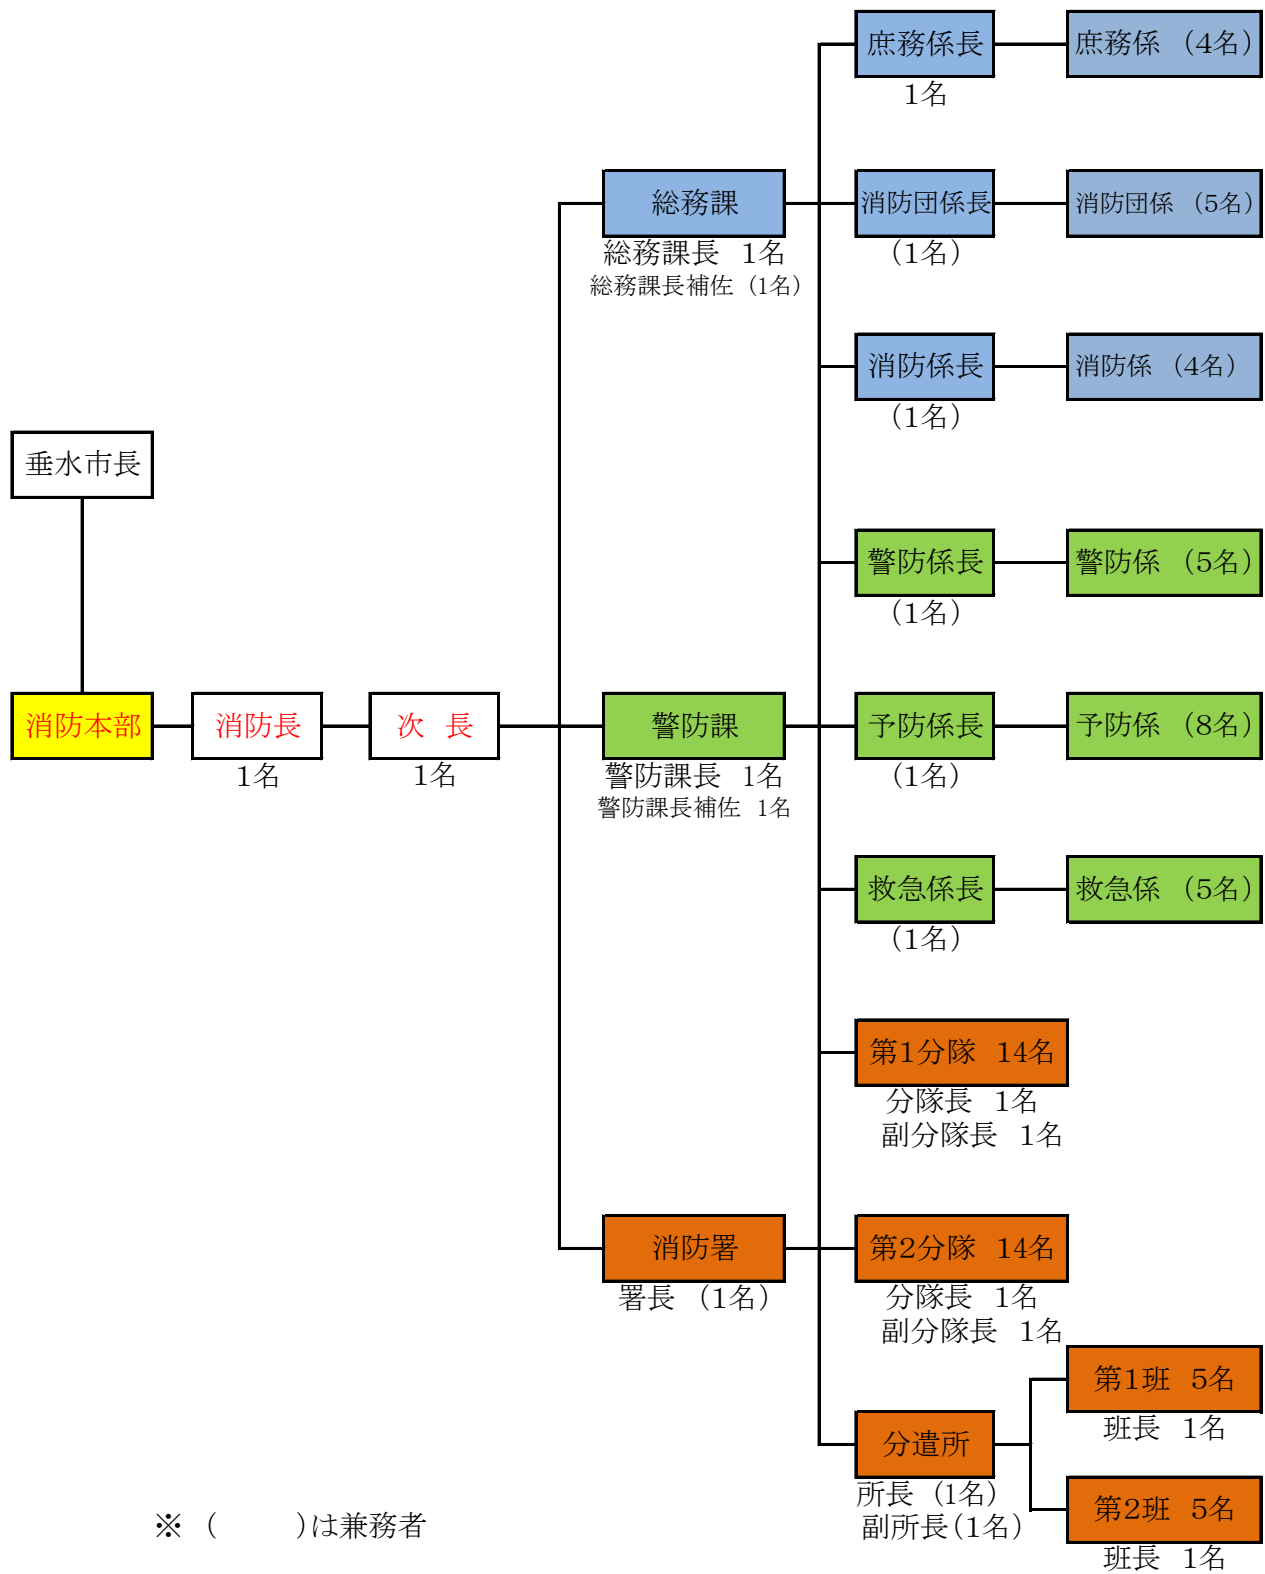 庶務係長
庶務係 （4名）
1名
総務課
総務課長 1名
総務課長補佐 （1名）
消防団係長
（1名）
消防団係 （5名）
消防係長
（1名）
消防係 （4名）
垂水市長
警防係長
（1名）
警防係 （5名）
消防本部
消防長
1名
次 長
1名
警防課
警防課長 1名
警防課長補佐 1名
予防係長
（1名）
予防係 （8名）
救急係長
（1名）
救急係 （5名）
第1分隊 14名
分隊長 1名
副分隊長 1名
消防署
署長 （1名）
第2分隊 14名
分隊長 1名
副分隊長 1名
分遣所
所長 （1名）
副所長（1名）
第1班 5名
班長 1名
第2班 5名
班長 1名
※ （ ）は兼務者